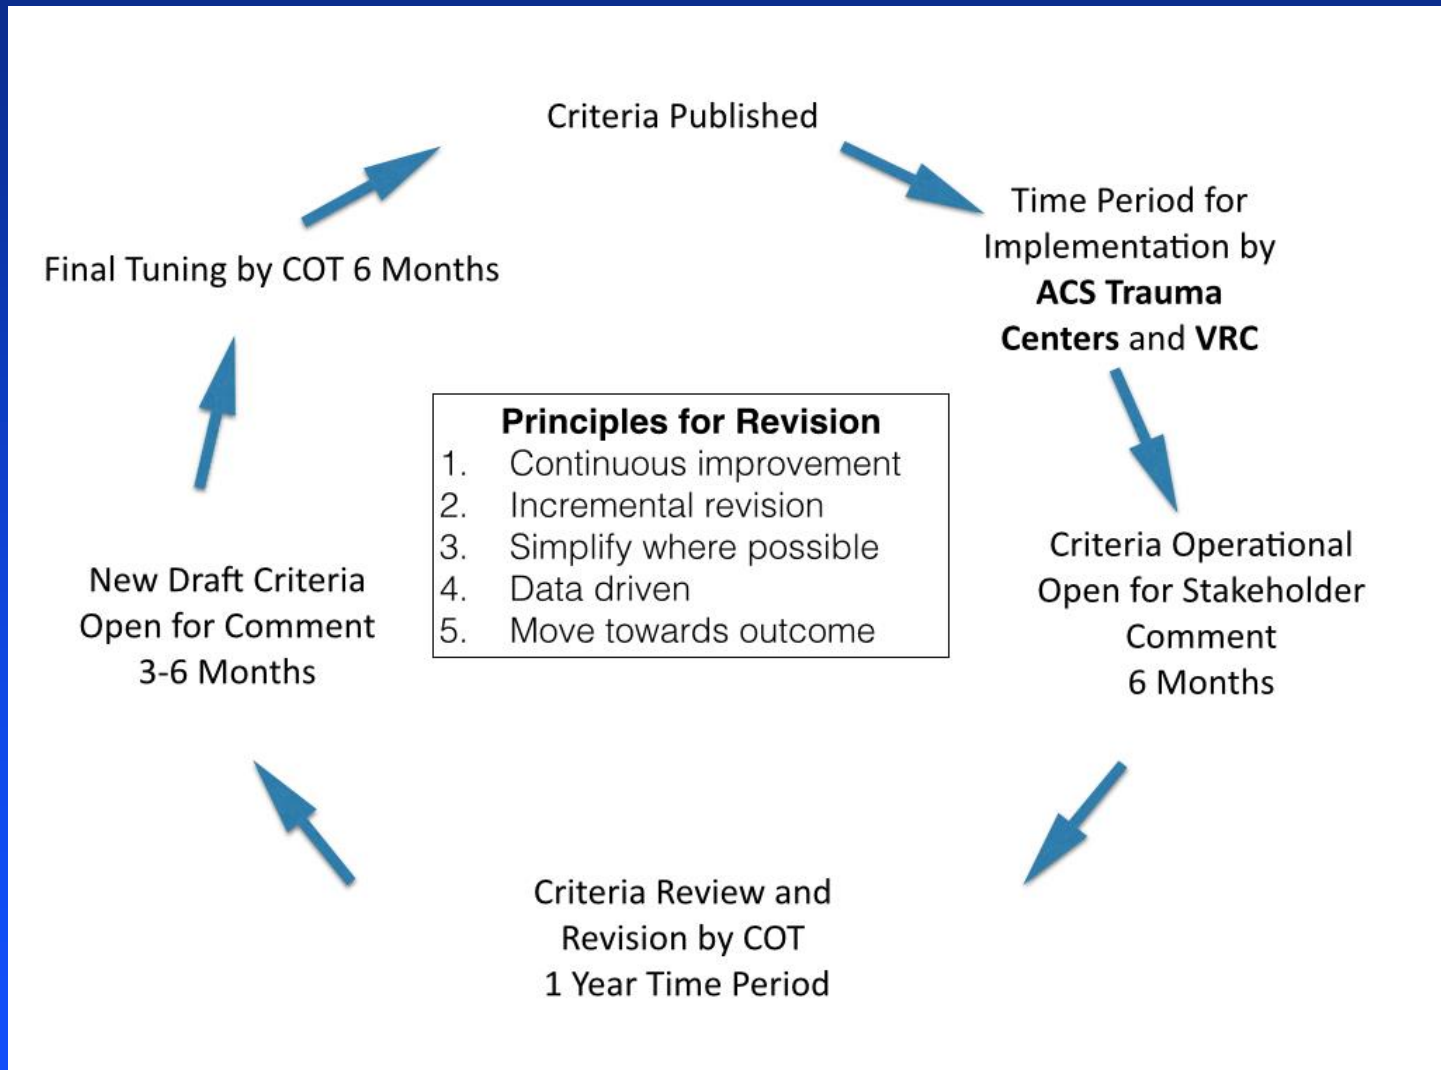 Criteria Published
Time Period for
Implementation by
ACS Trauma
Centers and VRC
Criteria Operational
Open for Stakeholder
Comment
6 Months
Criteria Review and
Revision by COT
1 Year Time Period
New Draft Criteria
Open for Comment
3-6 Months
Final Tuning by COT 6 Months
Principles for Revision
1. Continuous improvement
2. Incremental revision
3. Simplify where possible
4. Data driven
5. Move towards outcome